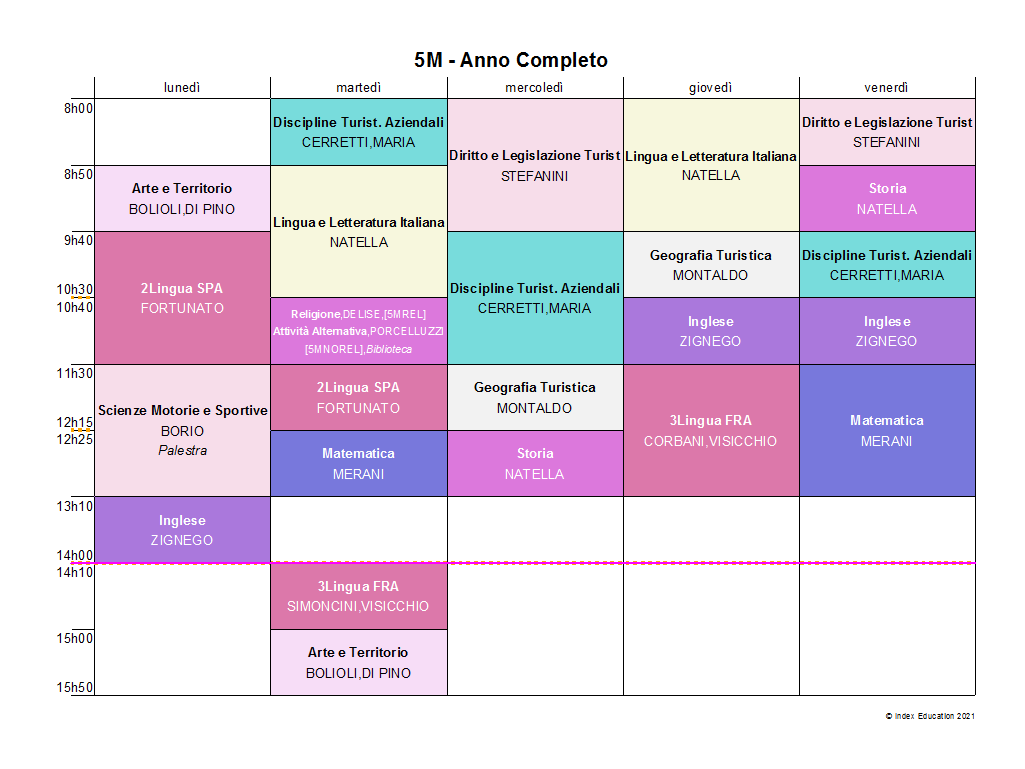 5M - Anno Completo
lunedì martedì mercoledì giovedì venerdì
8h00
Discipline Turist. Aziendali
CERRETTI,MARIA
Diritto e Legislazione Turist
STEFANINI
Lingua e Letteratura Italiana
NATELLA
Diritto e Legislazione Turist
STEFANINI
8h50
Arte e Territorio
BOLIOLI,DI PINO
Lingua e Letteratura Italiana
NATELLA
Storia
NATELLA
9h40
2Lingua SPA
FORTUNATO
Discipline Turist. Aziendali
CERRETTI,MARIA
Geografia Turistica
MONTALDO
Discipline Turist. Aziendali
CERRETTI,MARIA
10h30
10h40
Religione,DELISE,[5MREL]
Attività Alternativa,PORCELLUZZI
[5MNOREL],Biblioteca
Inglese
ZIGNEGO
Inglese
ZIGNEGO
11h30
Scienze Motorie e Sportive
BORIO
Palestra
2Lingua SPA
FORTUNATO
Geografia Turistica
MONTALDO
3Lingua FRA
CORBANI,VISICCHIO
Matematica
MERANI
12h15
12h25
Matematica
MERANI
Storia
NATELLA
13h10
Inglese
ZIGNEGO
14h00
14h10
3Lingua FRA
SIMONCINI,VISICCHIO
15h00
Arte e Territorio
BOLIOLI,DI PINO
15h50
© Index Education 2021